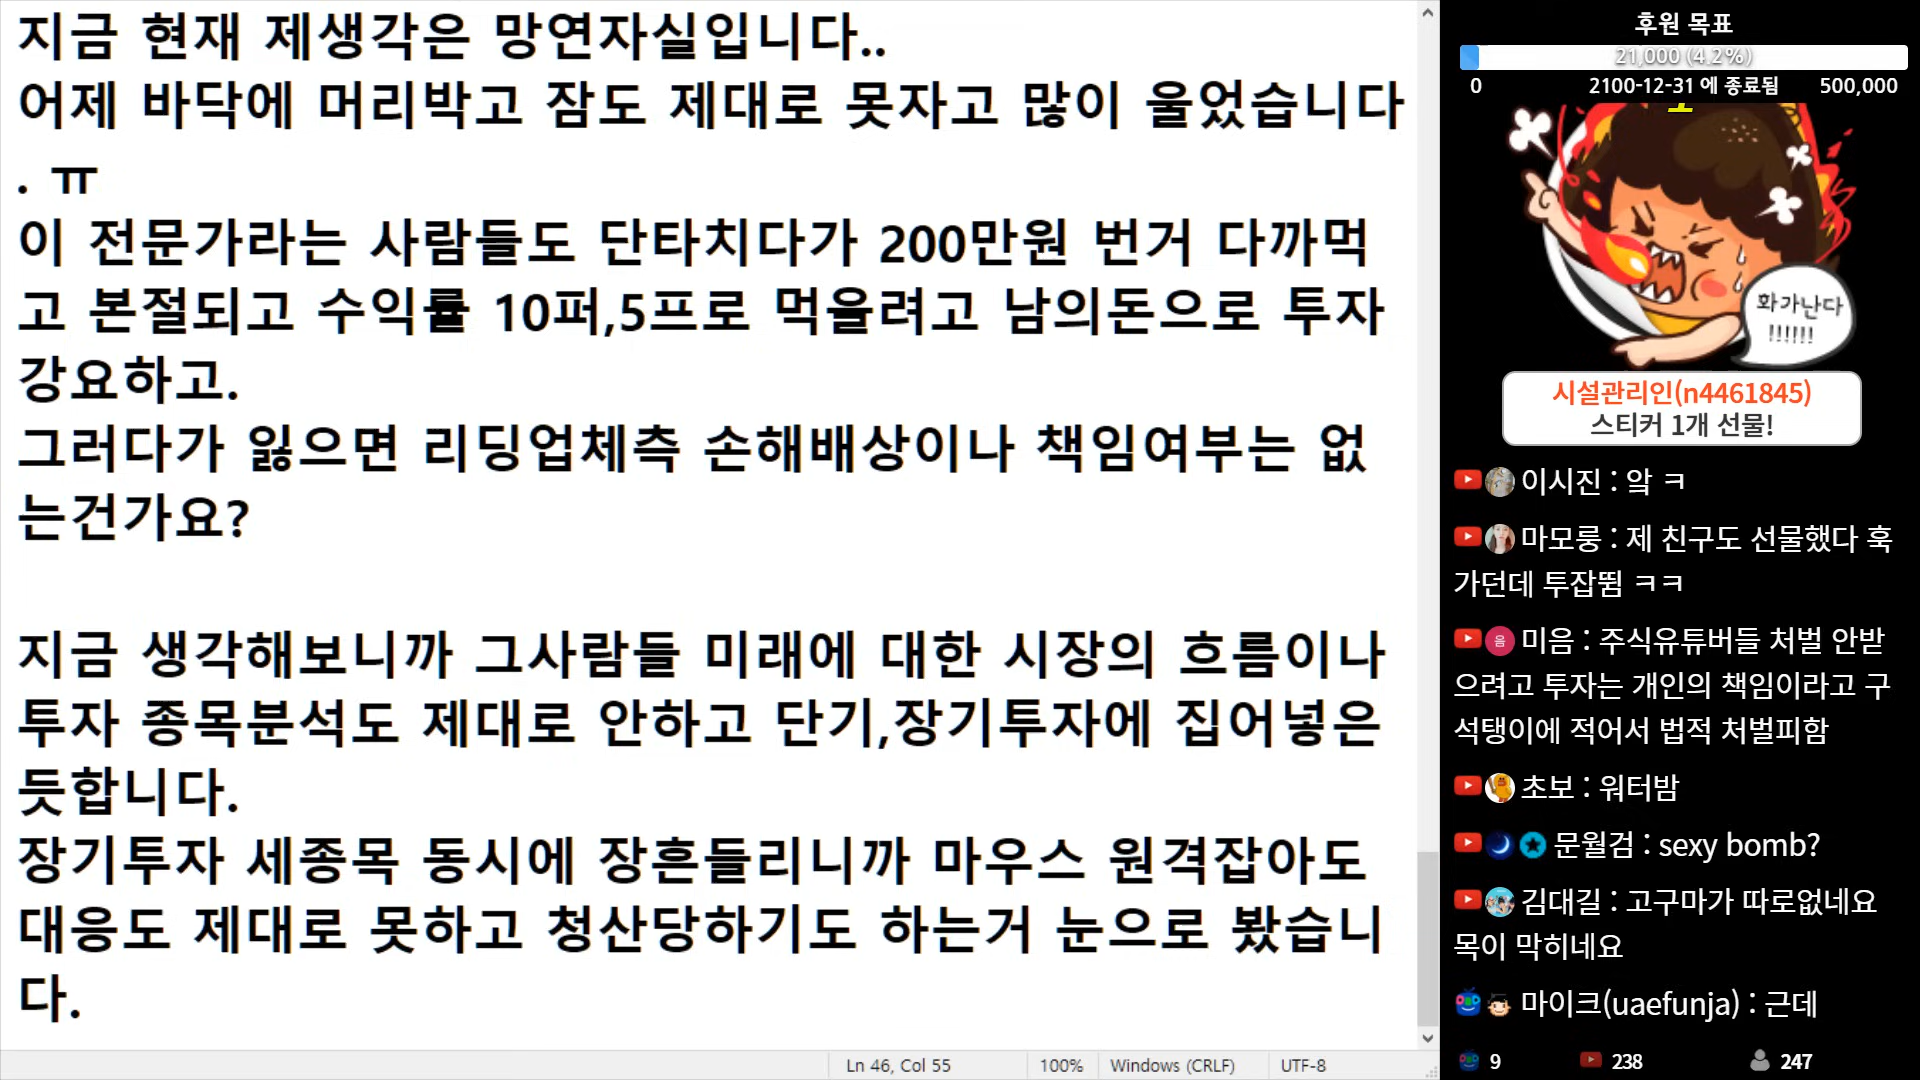 지금 현재 제생각은 망연자실입니다..
어제 바닥에 머리박고 잠도 제대로 못자고 많이 울었습니다
. ㅠ
이 전문가라는 사람들도 단타치다가 200만원 번거 다까먹
고 본절되고 수익률 10퍼,5프로 먹을려고 남의돈으로 투자
강요하고.
그러다가 잃으면 리딩업체측 손해배상이나 책임여부는 없
는건가요?
지금 생각해보니까 그사람들 미래에 대한 시장의 흐름이나
투자 종목분석도 제대로 안하고 단기,장기투자에 집어넣은
듯합니다.
장기투자 세종목 동시에 장흔들리니까 마우스 원격잡아도
대응도 제대로 못하고 청산당하기도 하는거 눈으로 봤습니
다.
Ln 46, Col 55
100%
Windows (CRLF)
UTF-8
후원 목표
21,000 (4.2%)
0
2100-12-31 에 종료됨
500,000
화가난다
!!!!!!
시설관리인(n4461845)
스티커 1개 선물!
이시진 : 앜 ㅋ
마모룽 : 제 친구도 선물했다 훅
가던데 투잡뜀 ㅋㅋ
음 미음 : 주식유튜버들 처벌 안받
으려고 투자는 개인의 책임이라고 구
석탱이에 적어서 법적 처벌피함
초보 : 워터밤
문월검 : sexy bomb?
김대길 : 고구마가 따로없네요
목이 막히네요
마이크(uaefunja) : 근데
9
238
247